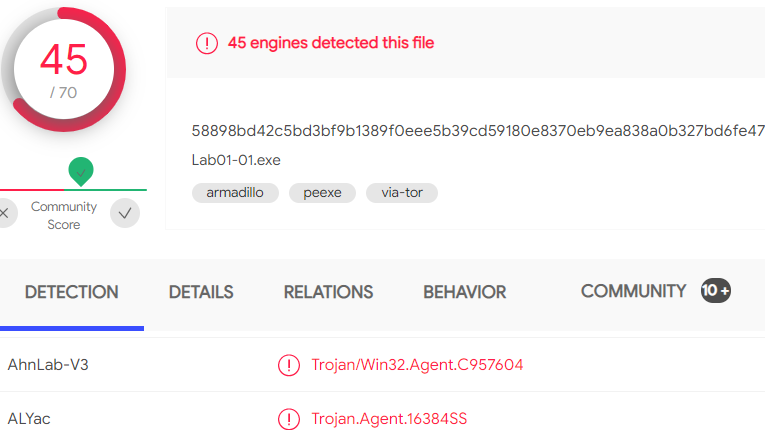 45
/ 70
45 engines detected this file
58898bd42c5bd3bf9b1389f0eee5b39cd59180e8370eb9ea838a0b327bd6fe47
Lab01-01.exe
armadillo peexe via-tor
Community
Score
DETECTION DETAILS RELATIONS BEHAVIOR COMMUNITY 10+
AhnLab-V3 Trojan/Win32.Agent.C957604
ALYac Trojan.Agent.16384SS